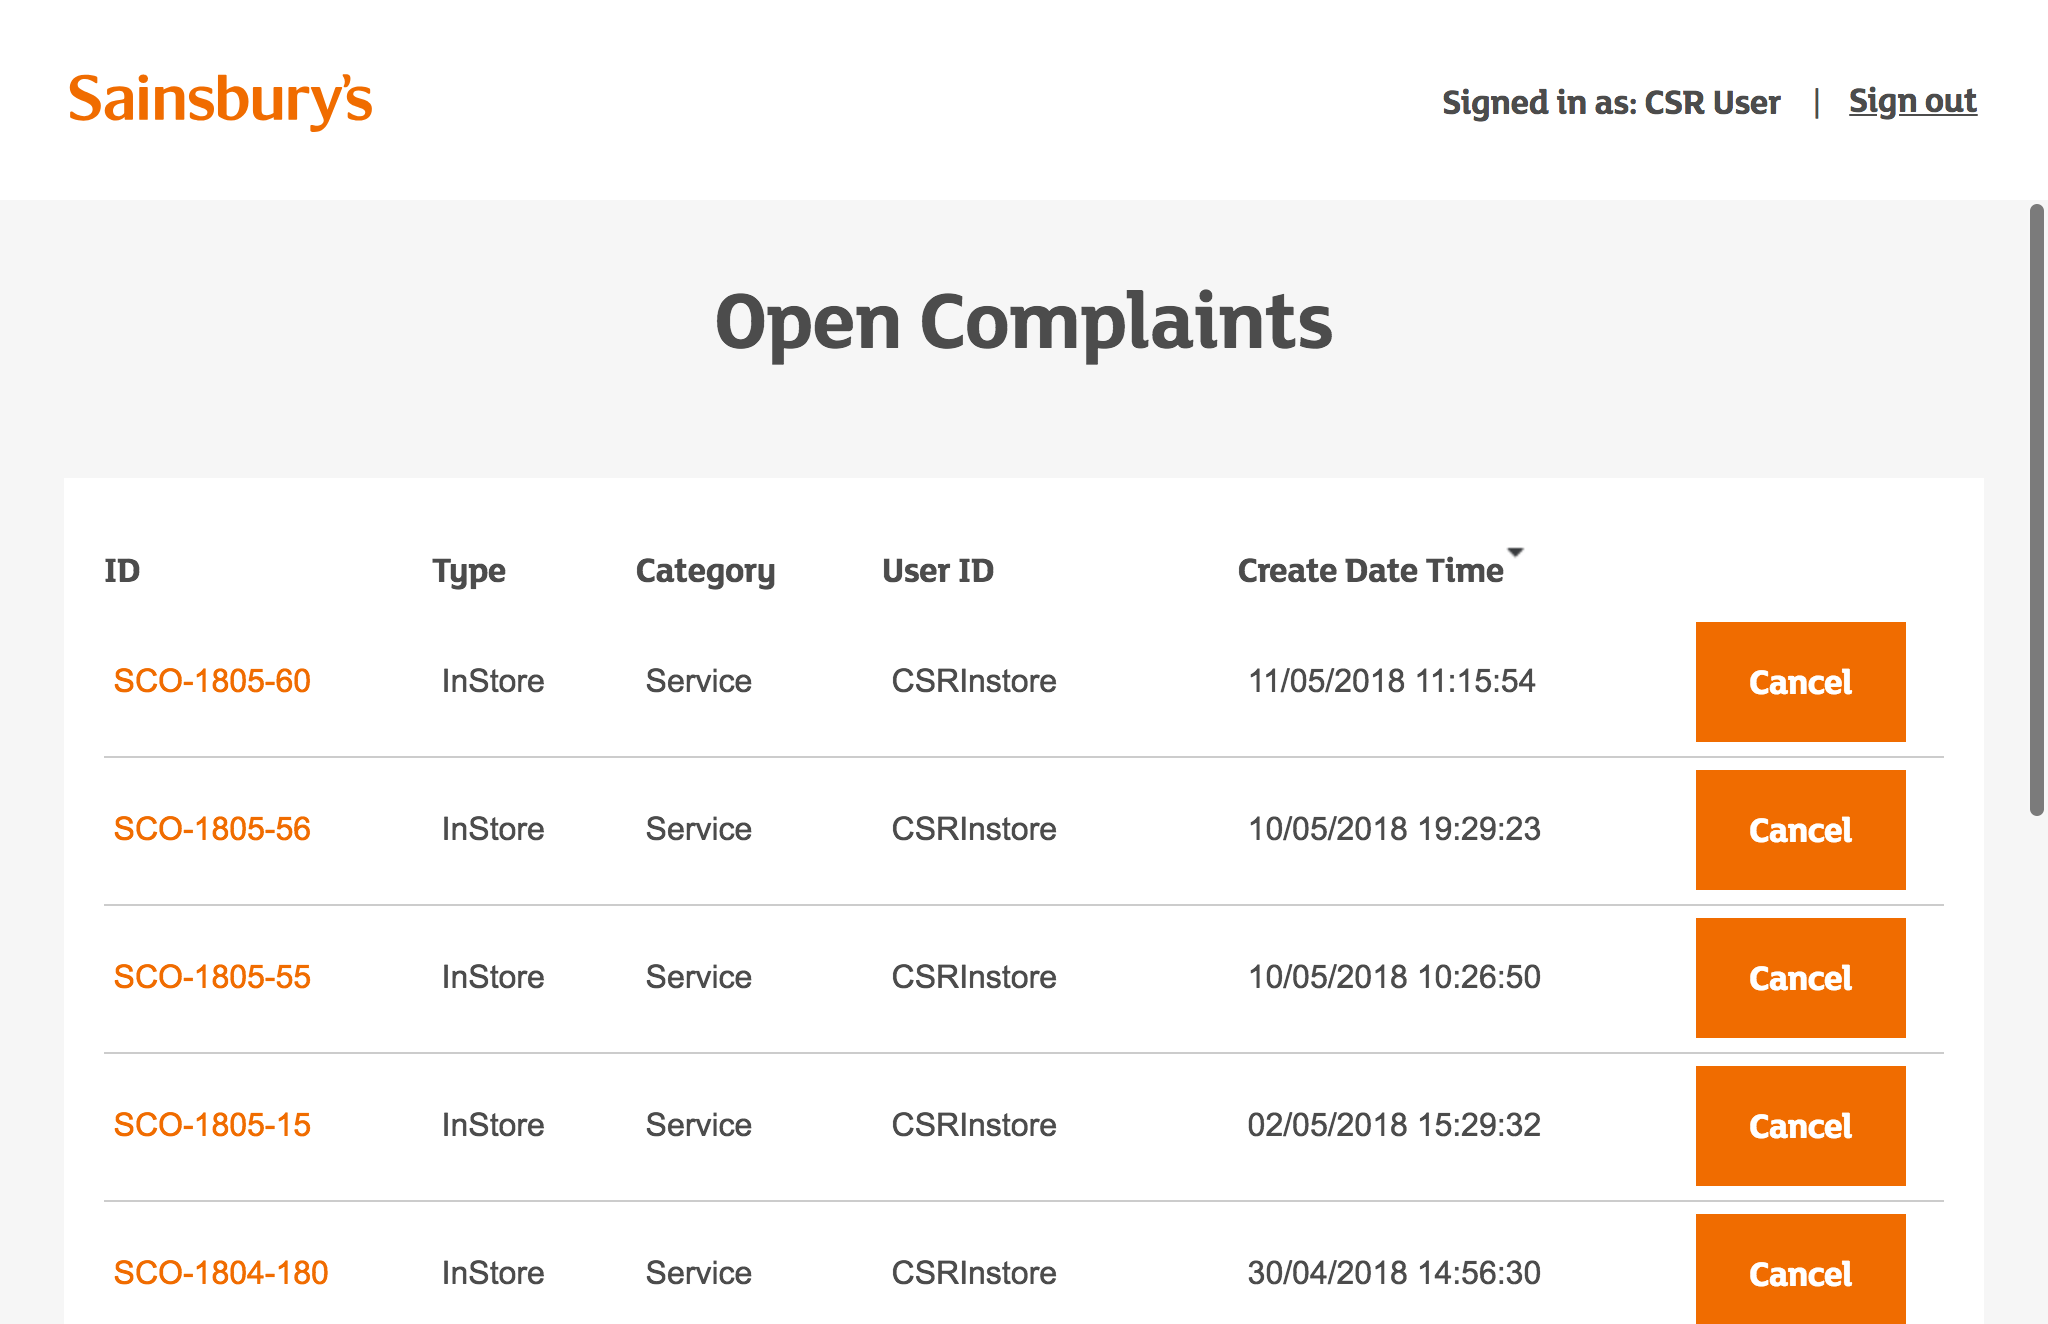 Sainsbury's
Signed in as: CSR User | Sign out
Open Complaints
ID Type Category User ID Create Date Time
SCO-1805-60 InStore Service CSRInstore 11/05/2018 11:15:54 Cancel
SCO-1805-56 InStore Service CSRInstore 10/05/2018 19:29:23 Cancel
SCO-1805-55 InStore Service CSRInstore 10/05/2018 10:26:50 Cancel
SCO-1805-15 InStore Service CSRInstore 02/05/2018 15:29:32 Cancel
SCO-1804-180 InStore Service CSRInstore 30/04/2018 14:56:30 Cancel